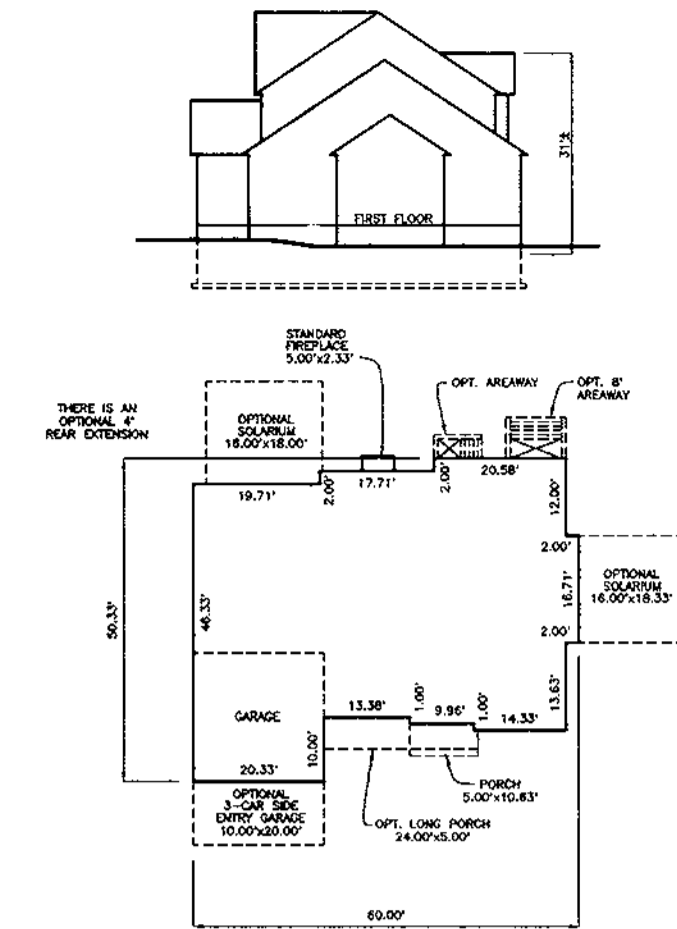 31'±
FIRST FLOOR
STANDARD
FIREPLACE
5.00'x2.33'
OPT. AREAWAY
OPT. 8'
AREAWAY
THERE IS AN
OPTIONAL 4'
REAR EXTENSION
OPTIONAL
SOLARIUM
16.00'x18.00'
19.71'
2.00'
17.71'
2.00'
20.58'
12.00'
2.00'
16.71'
OPTIONAL
SOLARIUM
16.00'x18.33'
2.00'
13.63'
50.33'
46.33'
GARAGE
20.33'
10.00'
13.38'
1.00'
9.96'
1.00'
14.33'
PORCH
5.00'x10.63'
OPTIONAL
3-CAR SIDE
ENTRY GARAGE
10.00'x20.00'
OPT. LONG PORCH
24.00'x5.00'
60.00'